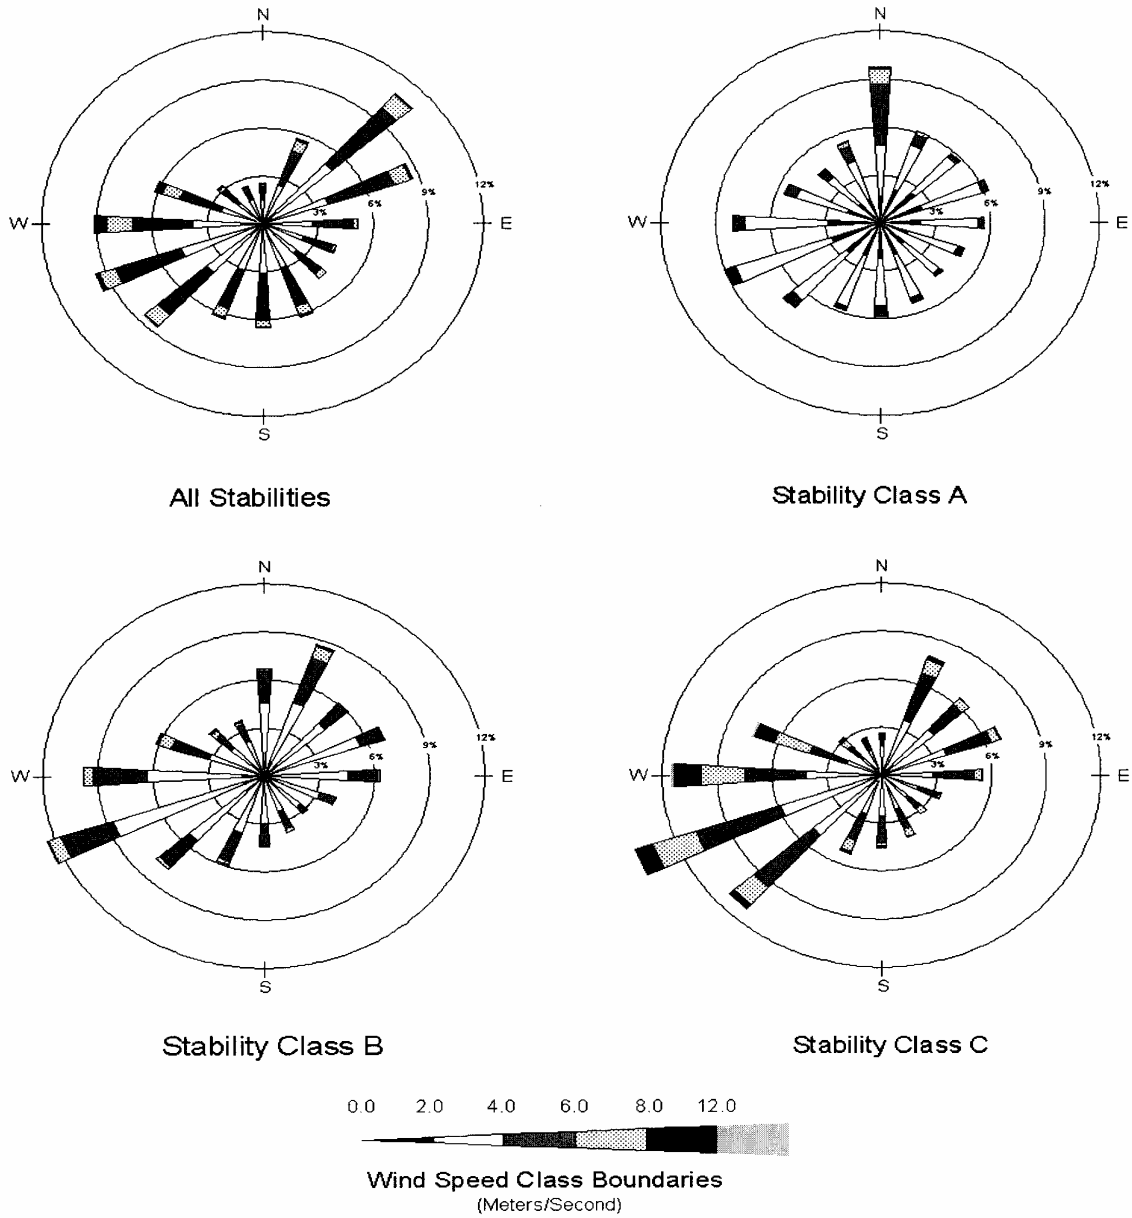 N
N
12%
12%
9%
9%
6%
6%
3%
3%
W
E
W
E
S
S
All Stabilities
Stability Class A
N
N
12%
12%
9%
9%
6%
6%
3%
3%
W
E
W
E
S
S
Stability Class B
Stability Class C
0.0 2.0 4.0 6.0 8.0 12.0
Wind Speed Class Boundaries
(Meters/Second)